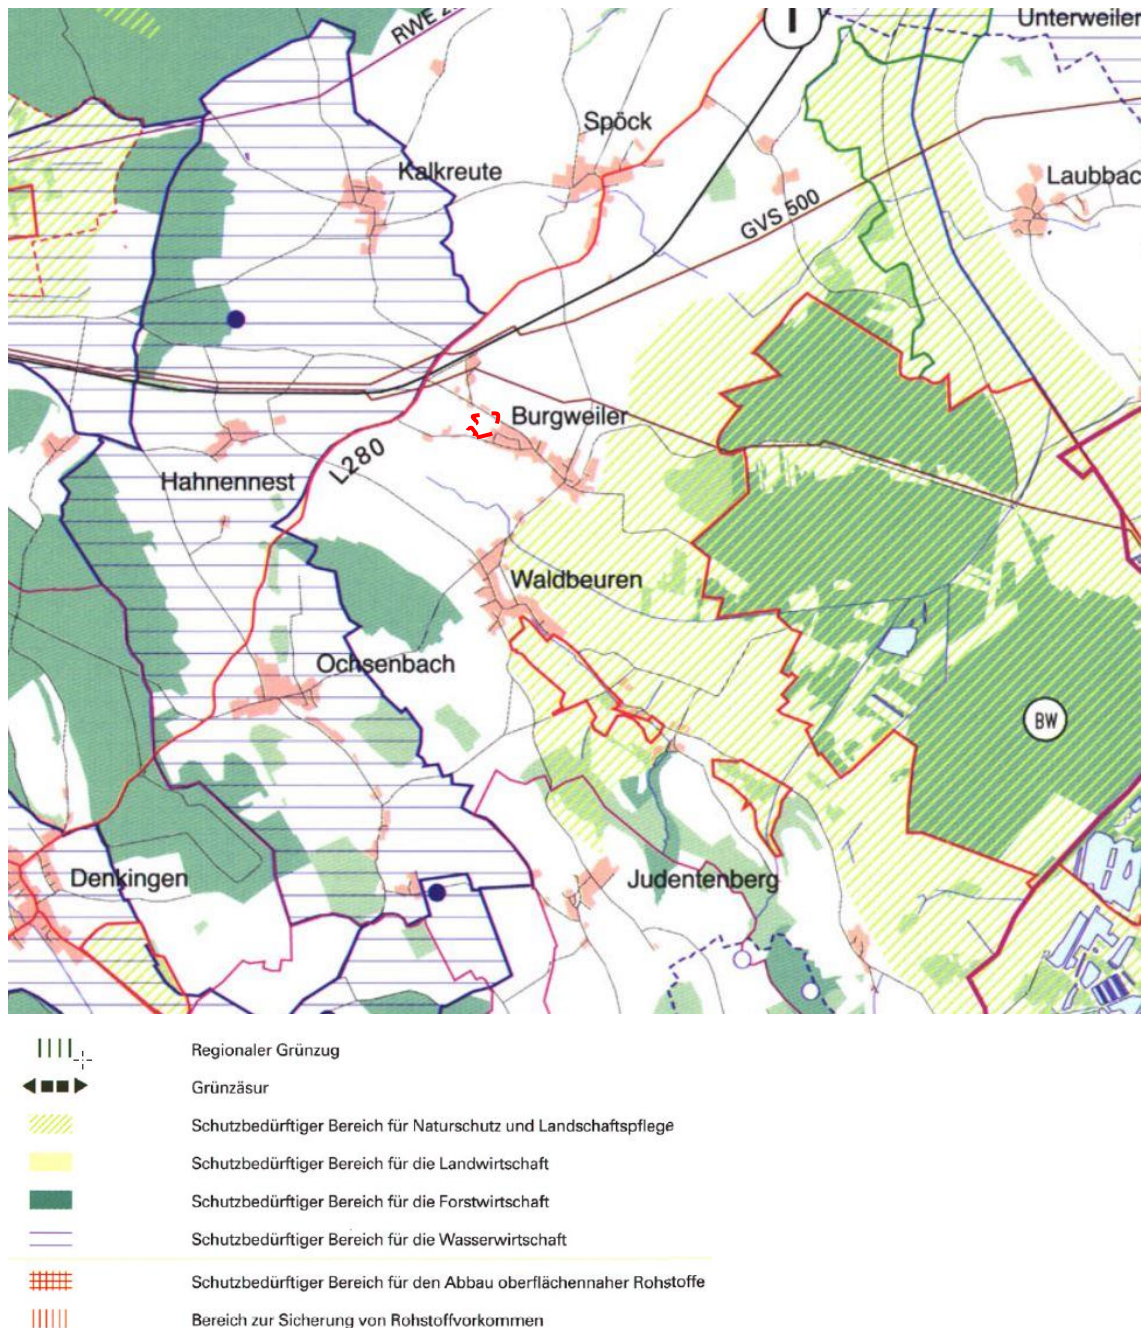 Unterweiler
RWE 2
I
Spöck
Kalkreute
Laubbac
GVS 500
Burgweiler
L280
Hahnennest
Waldbeuren
Ochsenbach
BW
Denkingen
Judentenberg
Regionaler Grünzug
Grünzäsur
Schutzbedürftiger Bereich für Naturschutz und Landschaftspflege
Schutzbedürftiger Bereich für die Landwirtschaft
Schutzbedürftiger Bereich für die Forstwirtschaft
Schutzbedürftiger Bereich für die Wasserwirtschaft
Schutzbedürftiger Bereich für den Abbau oberflächennaher Rohstoffe
Bereich zur Sicherung von Rohstoffvorkommen